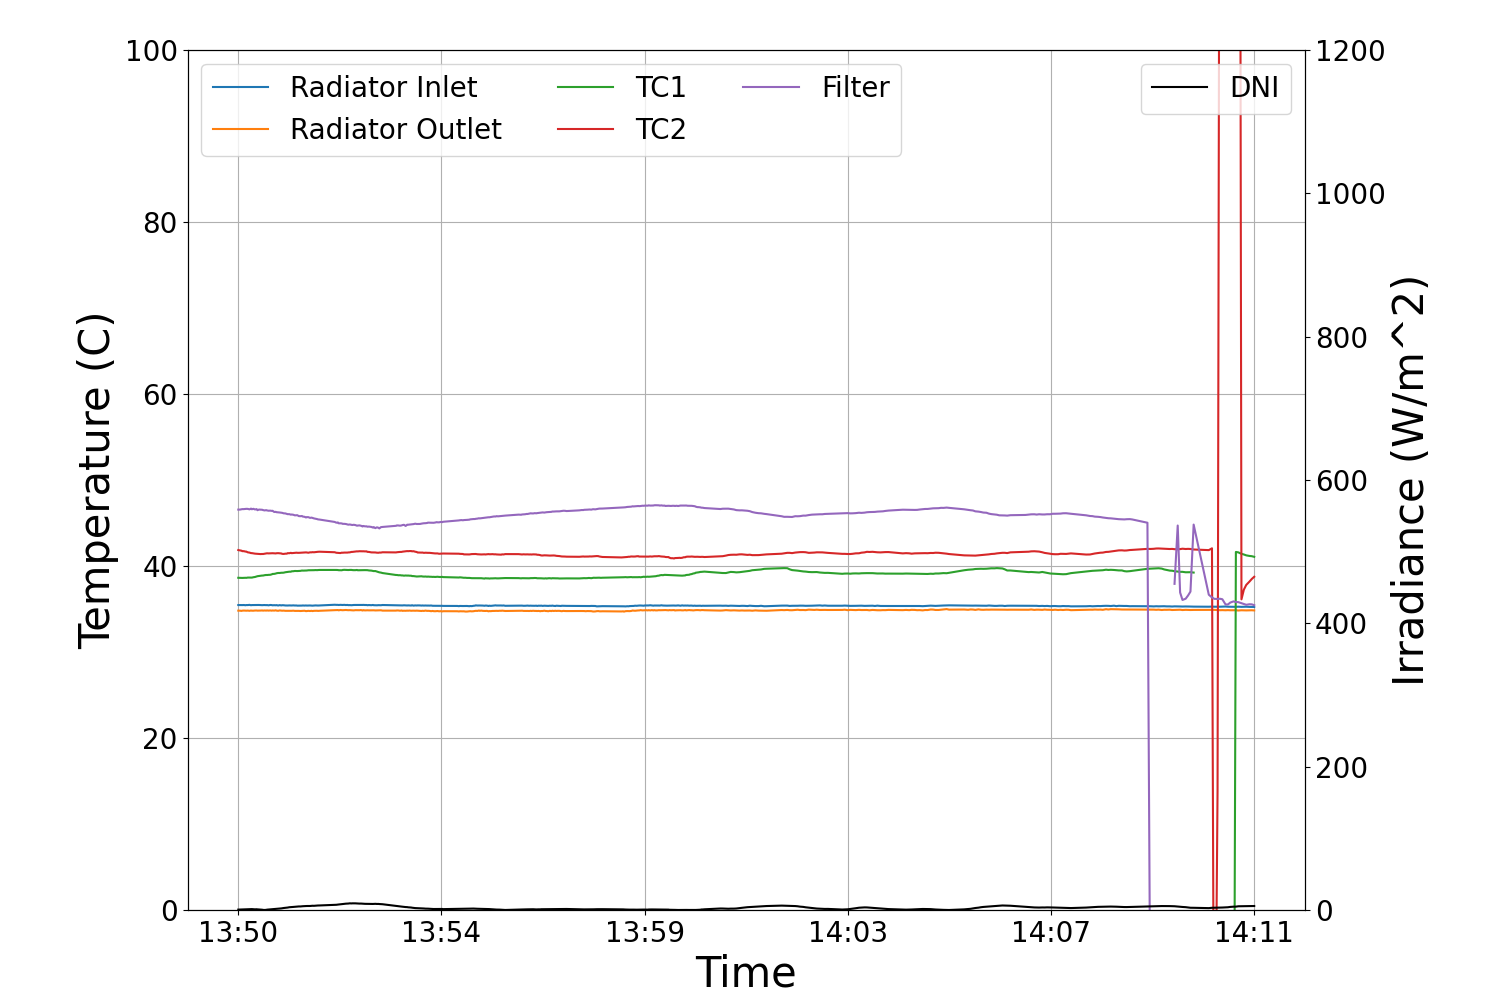 100
80
60
40
20
0
Temperature (C)
Radiator Inlet
Radiator Outlet
TC1
TC2
Filter
DNI
1200
1000
800
600
400
200
0
Irradiance (W/m^2)
13:50 13:54 13:59 14:03 14:07 14:11
Time